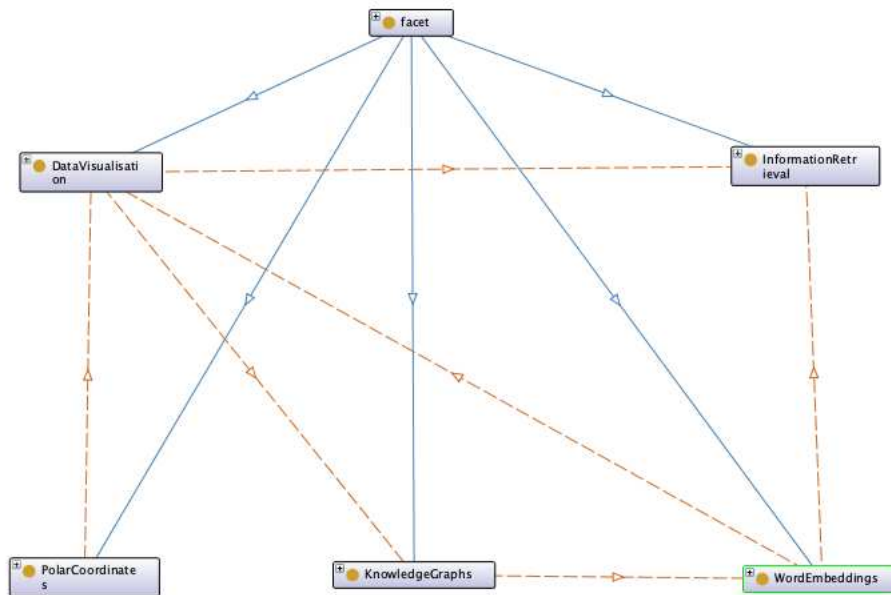 facet
DataVisualisati
on
InformationRetr
ieval
PolarCoordinate
s
KnowledgeGraphs
WordEmbeddings